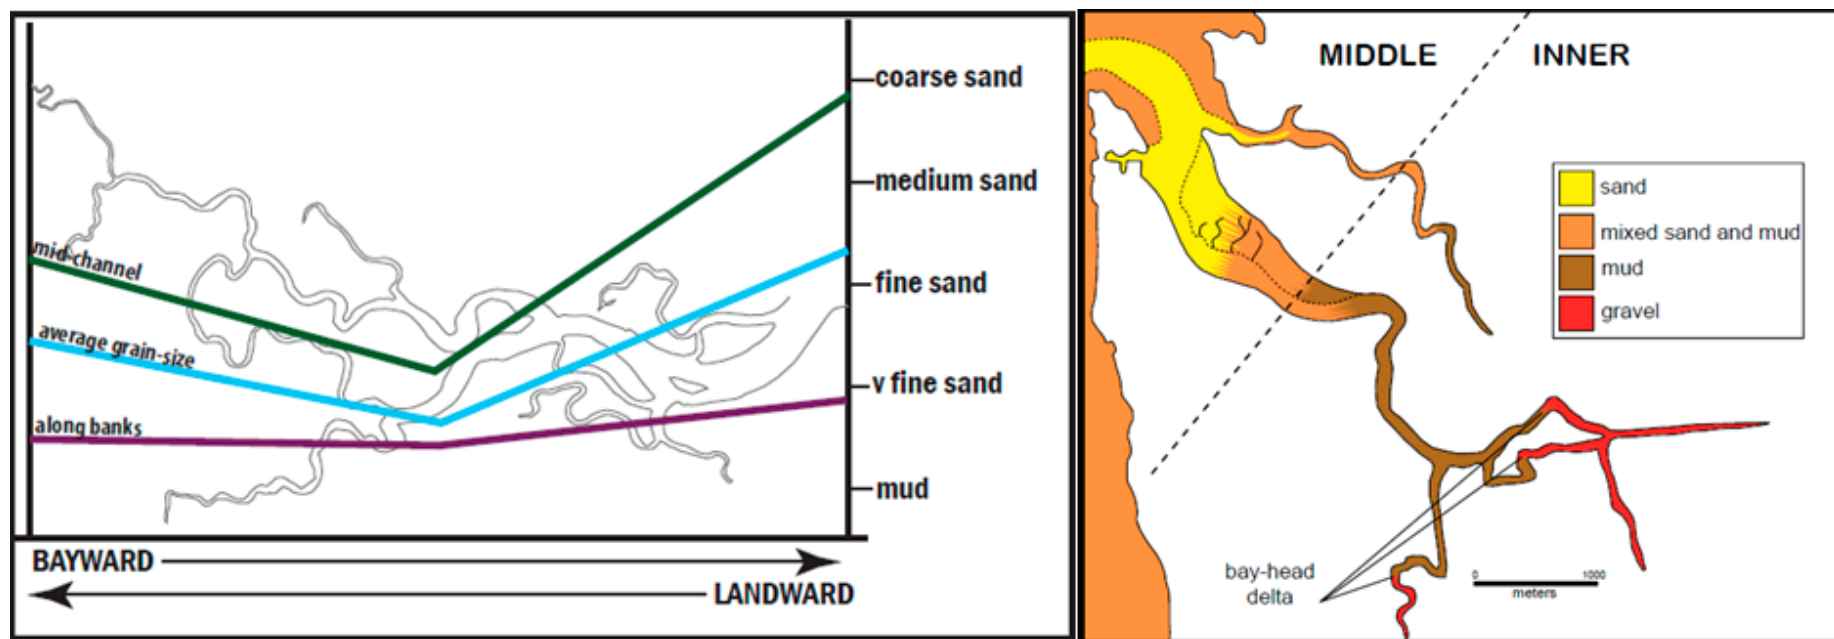 coarse sand
medium sand
mid-channel
fine sand
average grain-size
v fine sand
along banks
mud
BAYWARD
LANDWARD
MIDDLE
INNER
sand
mixed sand and mud
mud
gravel
bay-head
delta
0
1000
meters